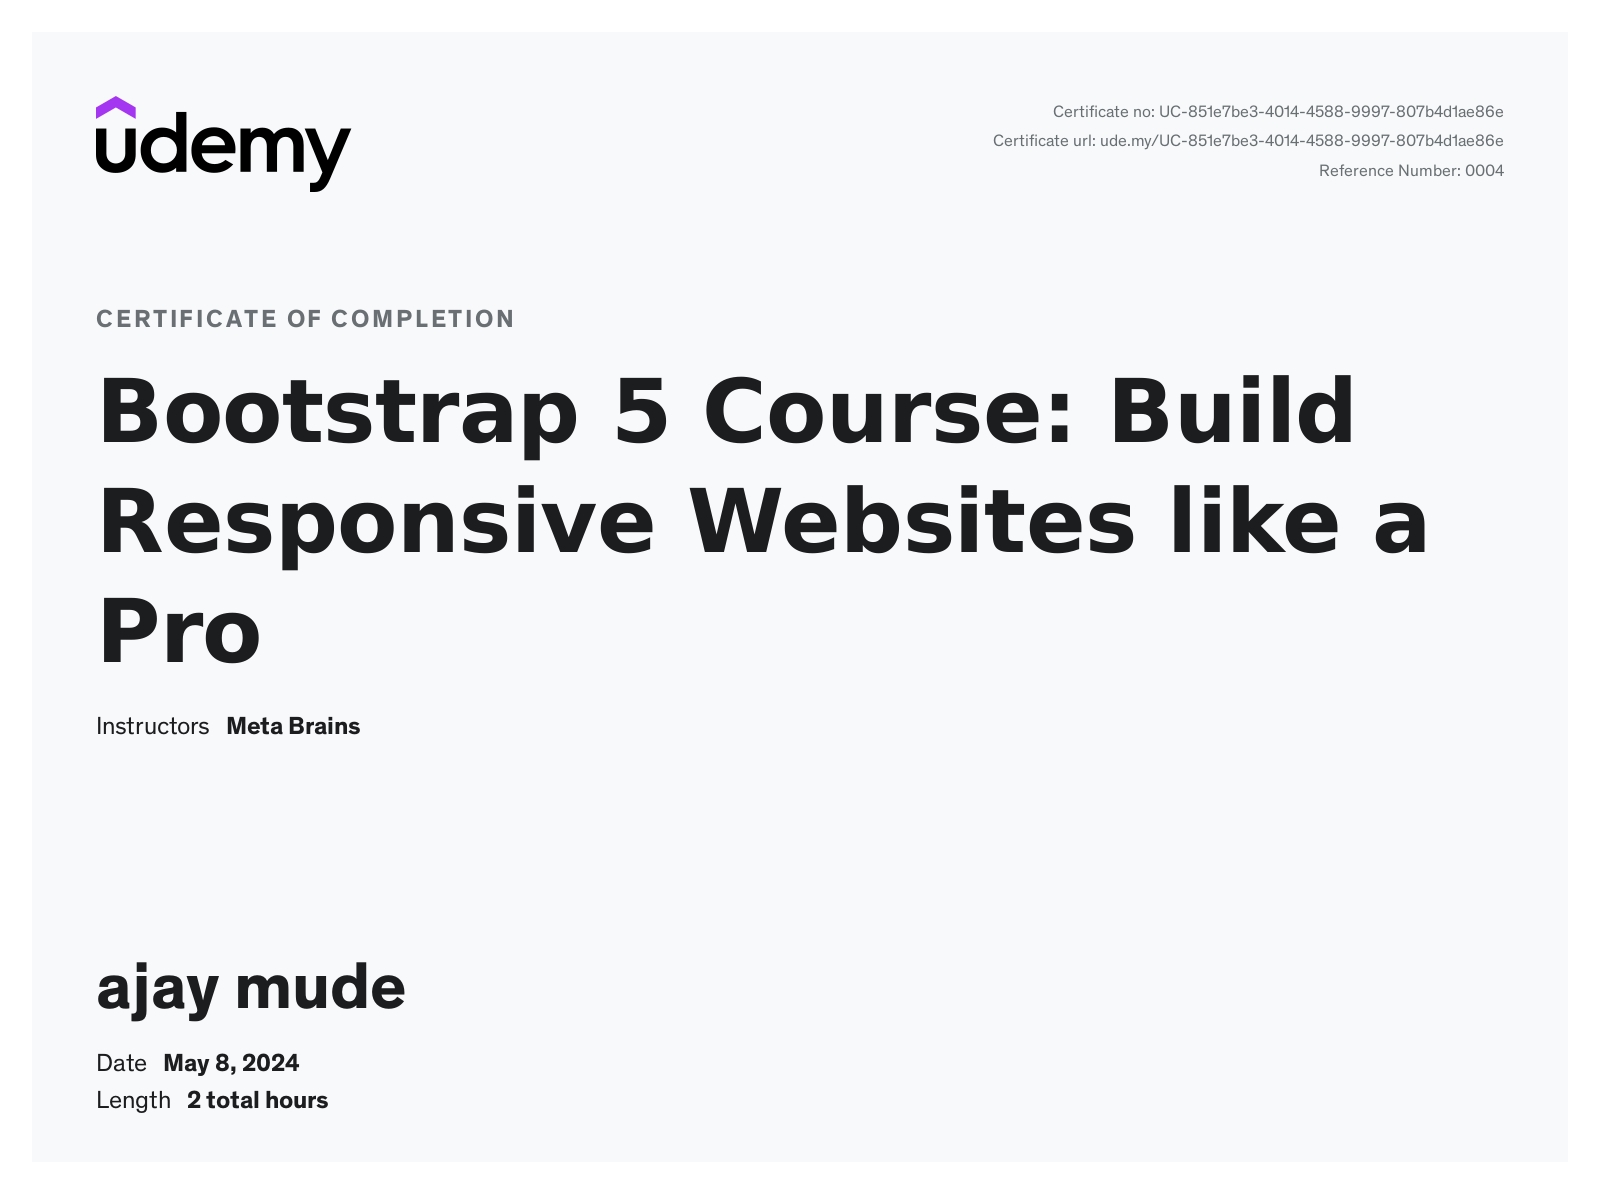 udemy
Certificate no: UC-851e7be3-4014-4588-9997-807b4d1ae86e
Certificate url: ude.my/UC-851e7be3-4014-4588-9997-807b4d1ae86e
Reference Number: 0004
CERTIFICATE OF COMPLETION
Bootstrap 5 Course: Build
Responsive Websites like a
Pro
Instructors Meta Brains
ajay mude
Date May 8, 2024
Length 2 total hours